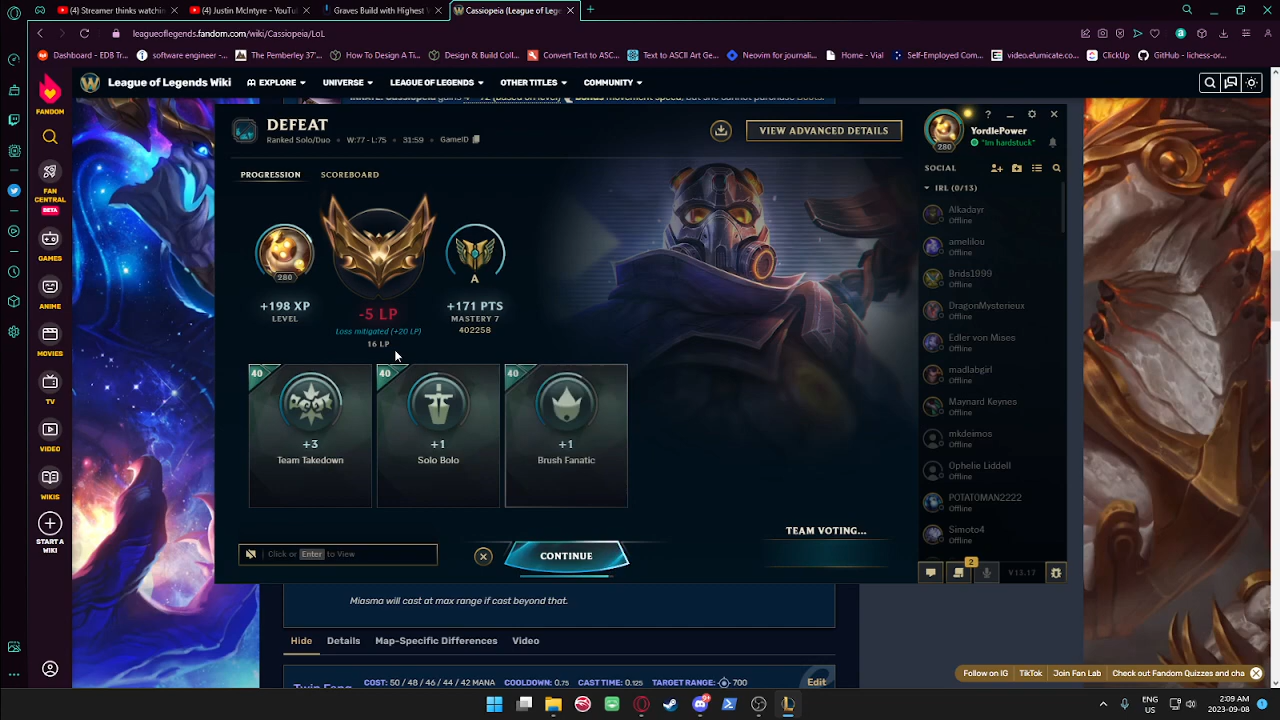 (4) Streamer thinks watchin
(4) Justin McIntyre - YouTu
Graves Build with Highest W
Cassiopeia (League of Lege
leagueoflegends.fandom.com/wiki/Cassiopeia/LoL
Dashboard - EDB To...
software engineer -...
The Pemberley 37...
How To Design A Ti...
Design & Build Coll...
Convert Text to ASC...
Text to ASCII Art Ge...
Neovim for journali...
Home - Vial
Self-Employed Com...
video.elumicate.com...
ClickUp
GitHub - lichess-or...
FANDOM
League of Legends Wiki
EXPLORE
UNIVERSE
LEAGUE OF LEGENDS
OTHER TITLES
COMMUNITY
FAN CENTRAL
BETA
GAMES
ANIME
MOVIES
TV
VIDEO
WIKIS
START A WIKI
DEFEAT
Ranked Solo/Duo • W:77 - L:75 • 31:59 • GameID
VIEW ADVANCED DETAILS
PROGRESSION
SCOREBOARD
280
+198 XP
LEVEL
-5 LP
Loss mitigated (+20 LP)
16 LP
A
+171 PTS
MASTERY 7
402258
40
+3
Team Takedown
40
+1
Solo Bolo
40
+1
Brush Fanatic
Click or Enter to View
CONTINUE
TEAM VOTING...
280
YordlePower
"Im hardstuck"
SOCIAL
IRL (0/13)
Alkadayr
Offline
amelilou
Offline
Brids1999
Offline
DragonMysterieux
Offline
Edler von Mises
Offline
madlabgirl
Offline
Maynard Keynes
Offline
mkdeimos
Offline
Ophelie Liddell
Offline
POTATOMAN2222
Offline
Simoto4
Offline
2
V13.17
Miasma will cast at max range if cast beyond that.
Hide
Details
Map-Specific Differences
Video
Twin Fang
COST: 50 / 48 / 46 / 44 / 42 MANA
COOLDOWN: 0.75
CAST TIME: 0.125
TARGET RANGE: 700
Edit
Follow on IG
TikTok
Join Fan Lab
Check out Fandom Quizzes and cha
ENG
US
2:09 AM
2023-09-08